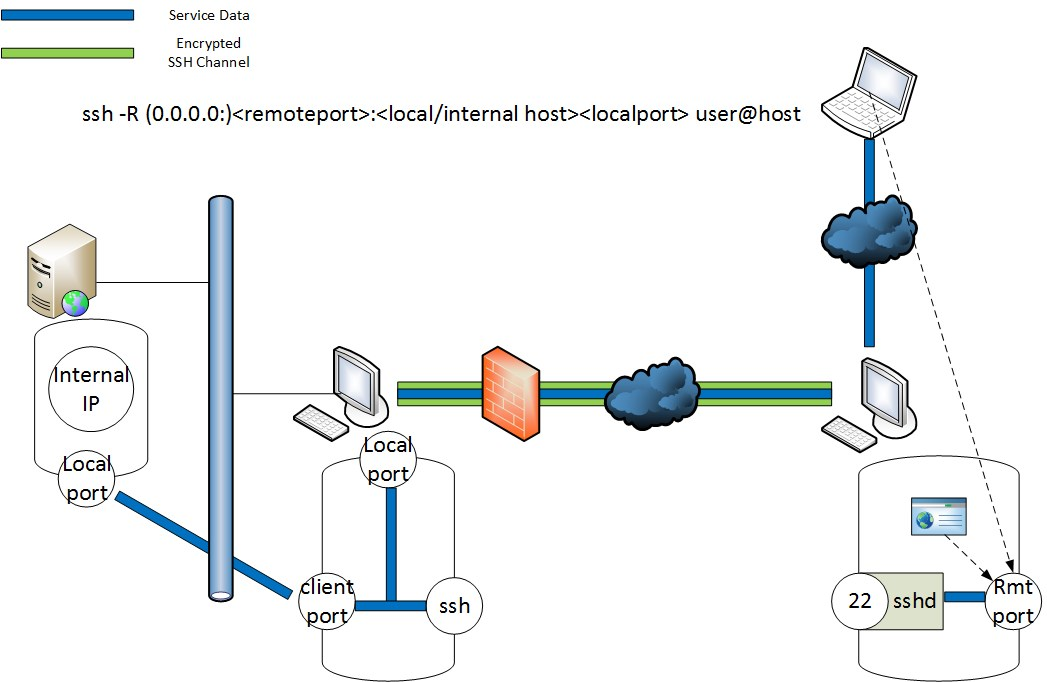 Service Data
Encrypted
SSH Channel
ssh -R (0.0.0.0:)<remoteport>:<local/internal host><localport> user@host
Internal
IP
Local
port
Local
port
client
port
ssh
22
sshd
Rmt
port